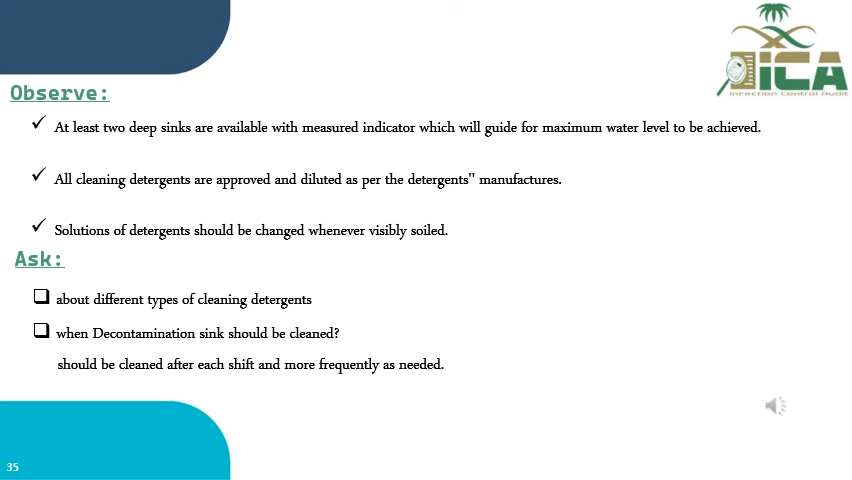 iCA
Infection Control Audit
Observe:
✓ At least two deep sinks are available with measured indicator which will guide for maximum water level to be achieved.
✓ All cleaning detergents are approved and diluted as per the detergents'' manufactures.
✓ Solutions of detergents should be changed whenever visibly soiled.
Ask:
❑ about different types of cleaning detergents
❑ when Decontamination sink should be cleaned?
should be cleaned after each shift and more frequently as needed.
35